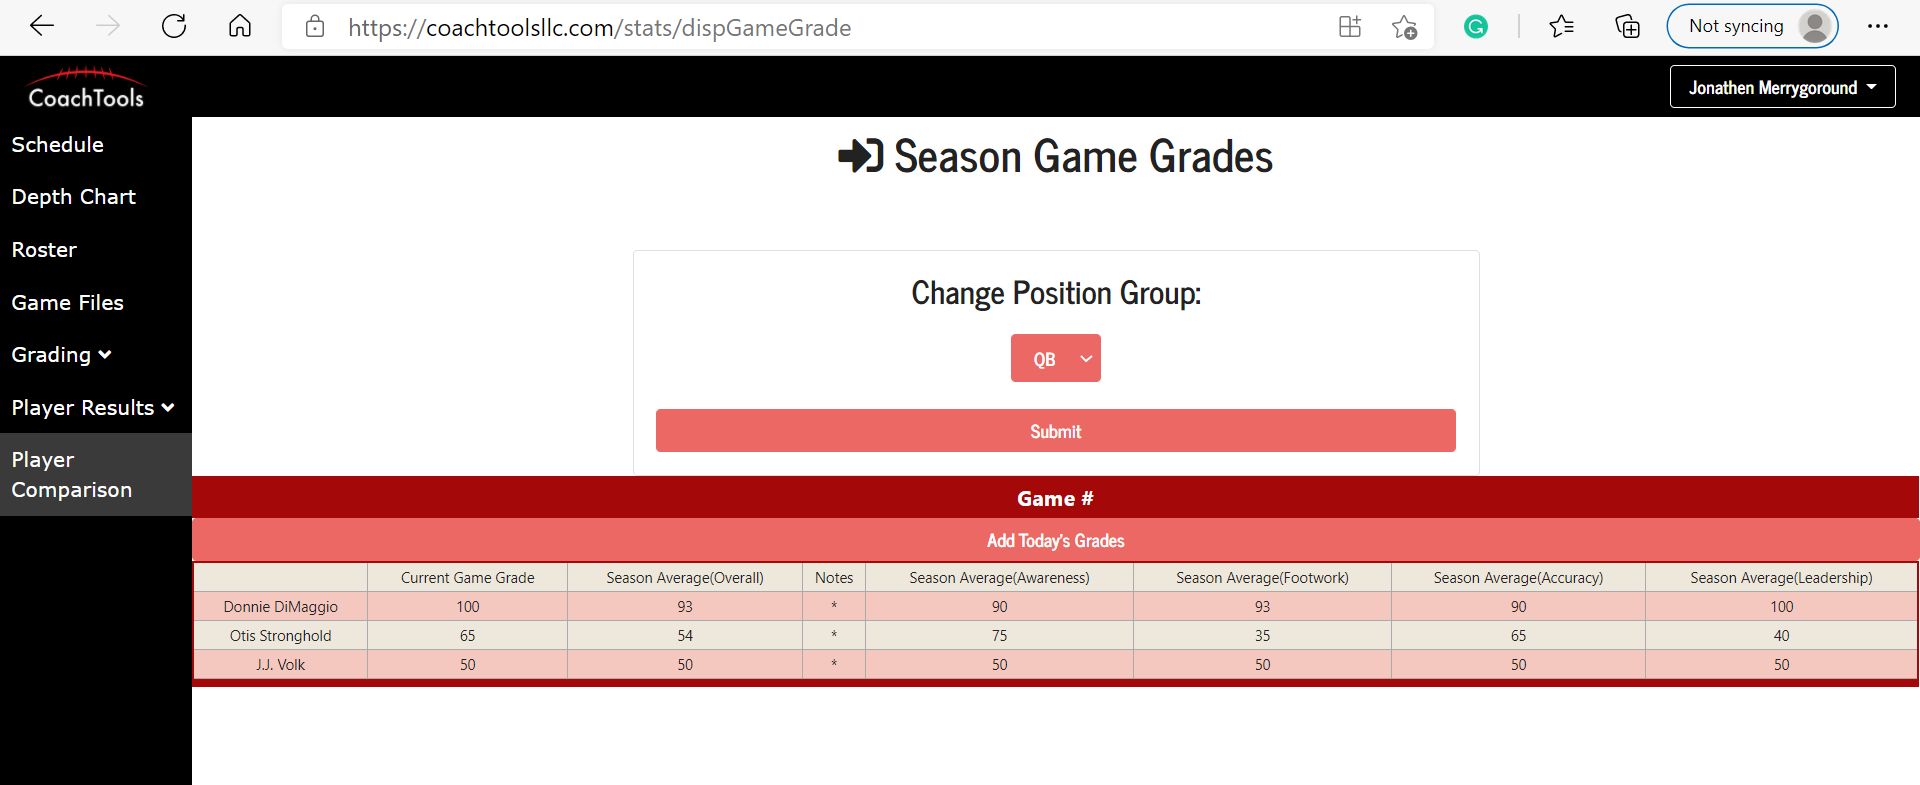 https://coachtoolsllc.com/stats/dispGameGrade
Not syncing
CoachTools
Jonathen Merrygoround
Schedule
Depth Chart
Roster
Game Files
Grading
Player Results
Player
Comparison
Season Game Grades
Change Position Group:
QB
Submit
Game #
Add Today's Grades
Current Game Grade Season Average(Overall) Notes Season Average(Awareness) Season Average(Footwork) Season Average(Accuracy) Season Average(Leadership)
Donnie DiMaggio 100 93 * 90 93 90 100
Otis Stronghold 65 54 * 75 35 65 40
J.J. Volk 50 50 * 50 50 50 50